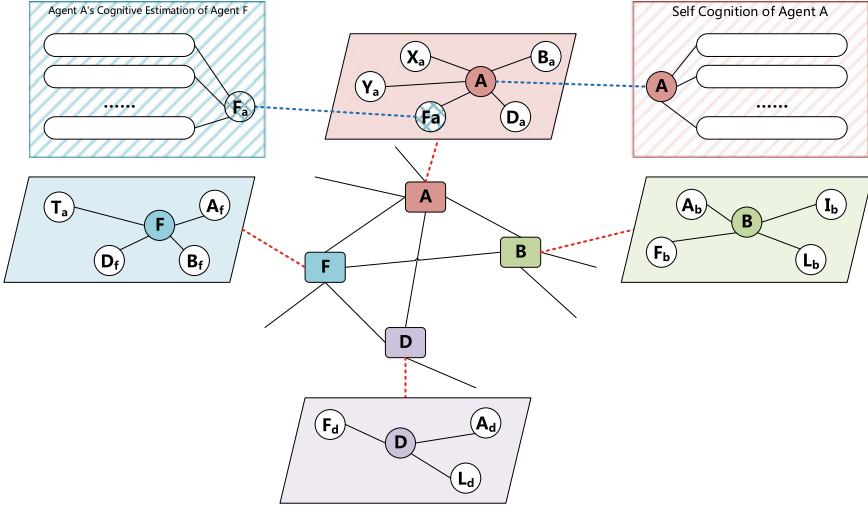 Agent A's Cognitive Estimation of Agent F
Self Cognition of Agent A
Xa
Ba
A
Ya
Fa
Da
......
Fa
A
......
A
Ta
Af
F
Df
Bf
Ab
Ib
B
Fb
Lb
F
B
D
Fd
Ad
D
Ld